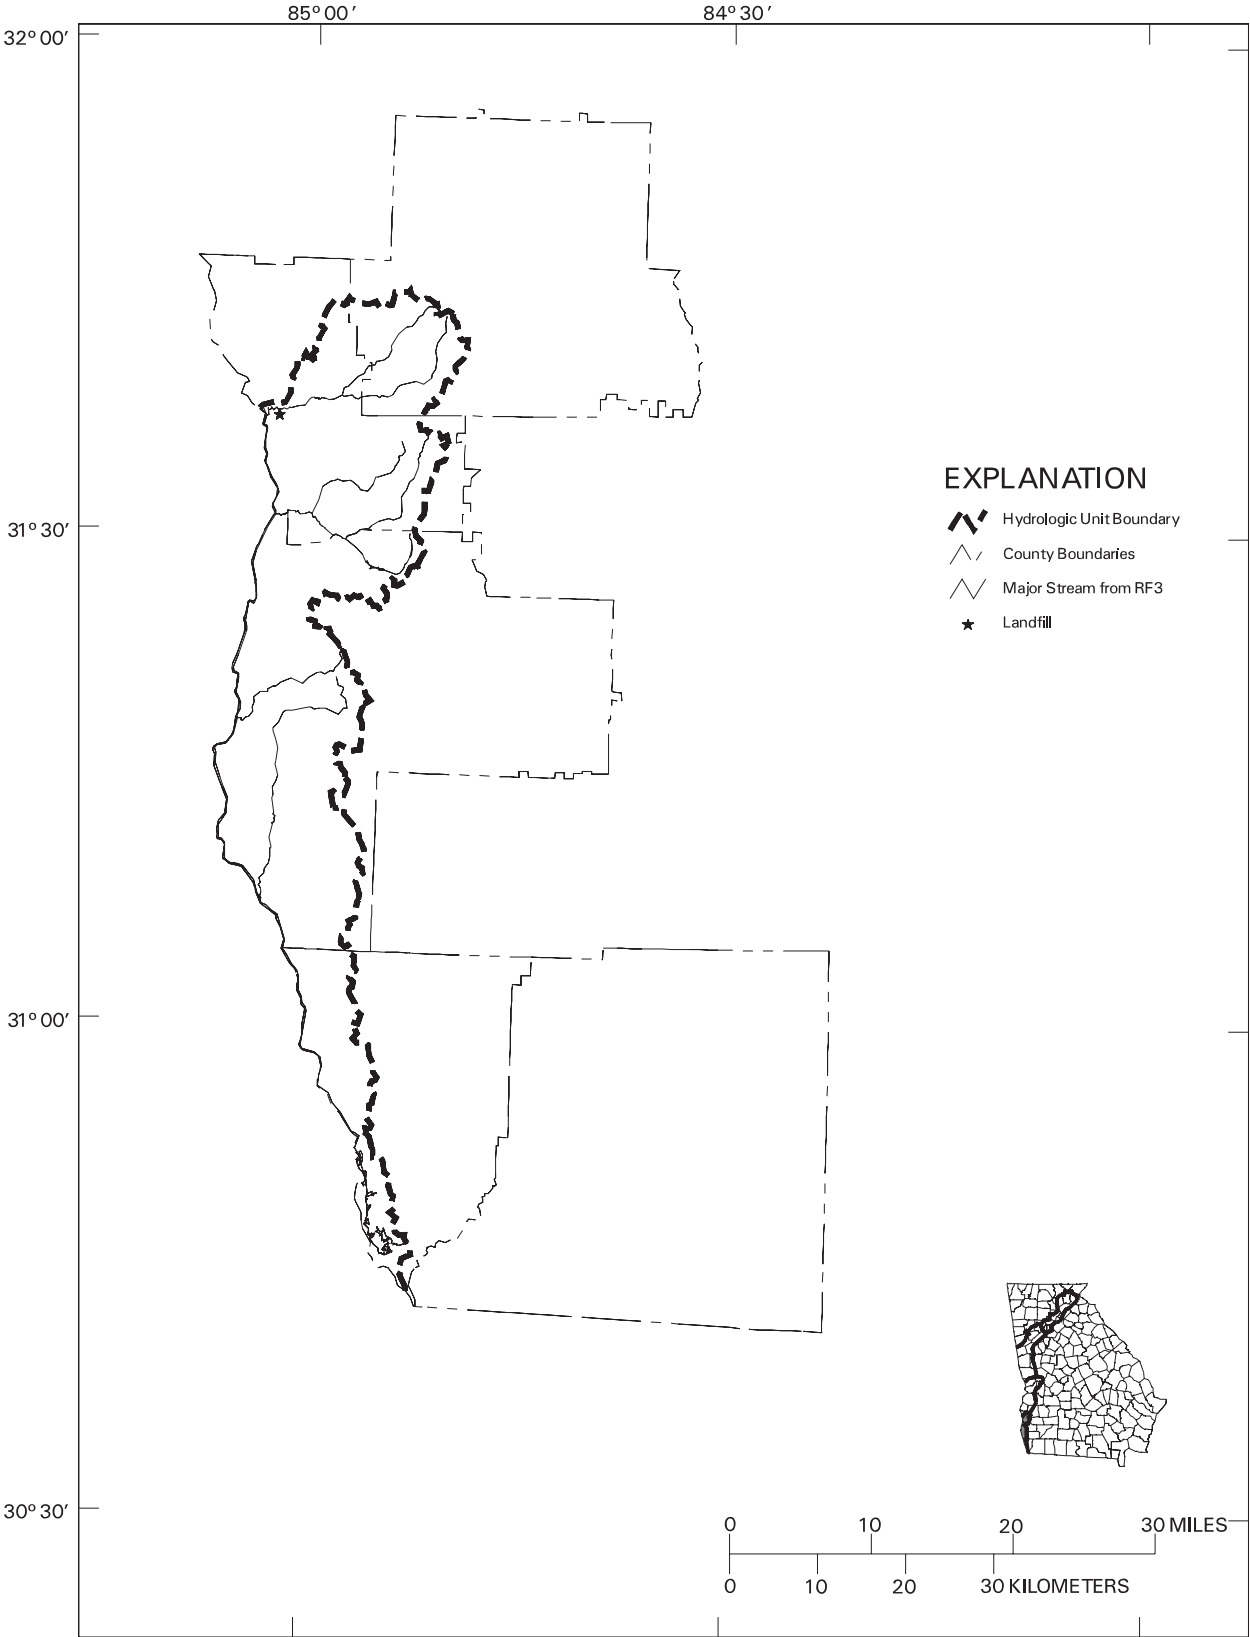 85° 00'
84° 30'
32° 00'
EXPLANATION
Hydrologic Unit Boundary
31° 30'
County Boundaries
Major Stream from RF3
Landfill
31° 00'
30° 30'
0 10 20 30 MILES
0 10 20 30 KILOMETERS